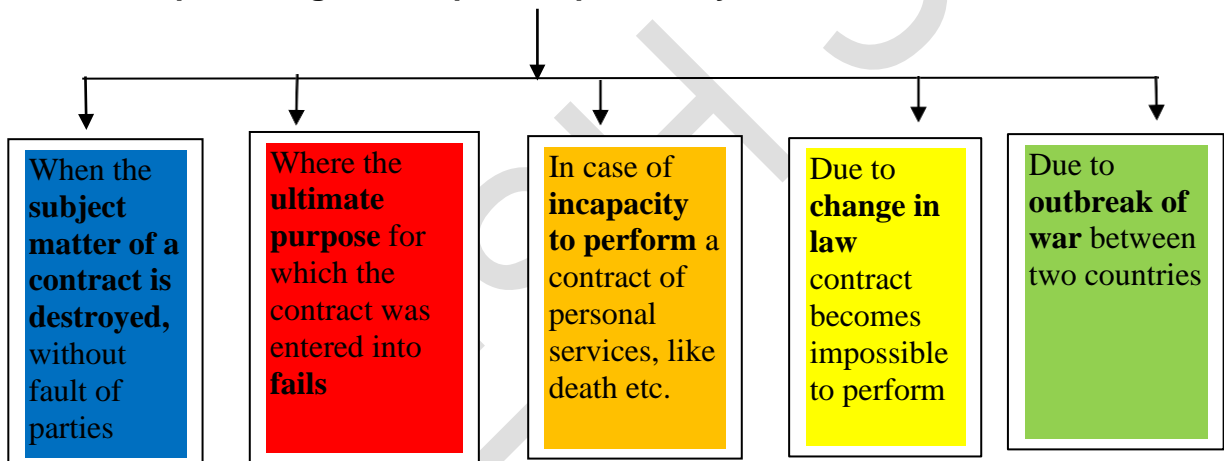 When the
subject
matter of a
contract is
destroyed,
without
fault of
parties
Where the
ultimate
purpose for
which the
contract was
entered into
fails
In case of
incapacity
to perform a
contract of
personal
services, like
death etc.
Due to
change in
law
contract
becomes
impossible
to perform
Due to
outbreak of
war between
two countries